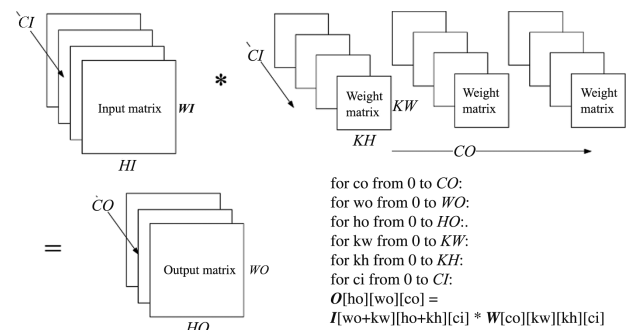 CI
Input matrix
WI
HI
*
CI
Weight
matrix
KW
KH
Weight
matrix
Weight
matrix
CO
=
CO
Output matrix
WO
HO
for co from 0 to CO:
for wo from 0 to WO:
for ho from 0 to HO:.
for kw from 0 to KW:
for kh from 0 to KH:
for ci from 0 to CI:
O[ho][wo][co] =
I[wo+kw][ho+kh][ci] * W[co][kw][kh][ci]